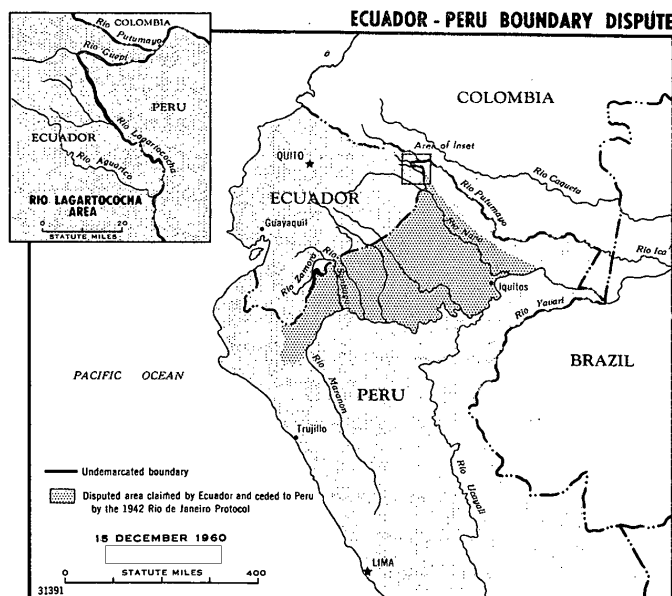 ECUADOR - PERU BOUNDARY DISPUTE
COLOMBIA
Rio Putumayo
Rio Guepi
PERU
Rio Lagartococha
ECUADOR
Rio Aguarico
RIO LAGARTOCOCHA
AREA
0 20
STATUTE MILES
COLOMBIA
Area of Inset
QUITO
Rio Caqueta
Rio Putumayo
ECUADOR
Guayaquil
Rio Napo
Rio Ica
Rio Zamora
Rio Santiago
Iquitos
Rio Yavari
BRAZIL
PACIFIC OCEAN
PERU
Rio Maranon
Trujillo
Rio Ucayali
Undemarcated boundary
Disputed area claimed by Ecuador and ceded to Peru
by the 1942 Rio de Janeiro Protocol
15 DECEMBER 1960
0 400
STATUTE MILES
LIMA
31391